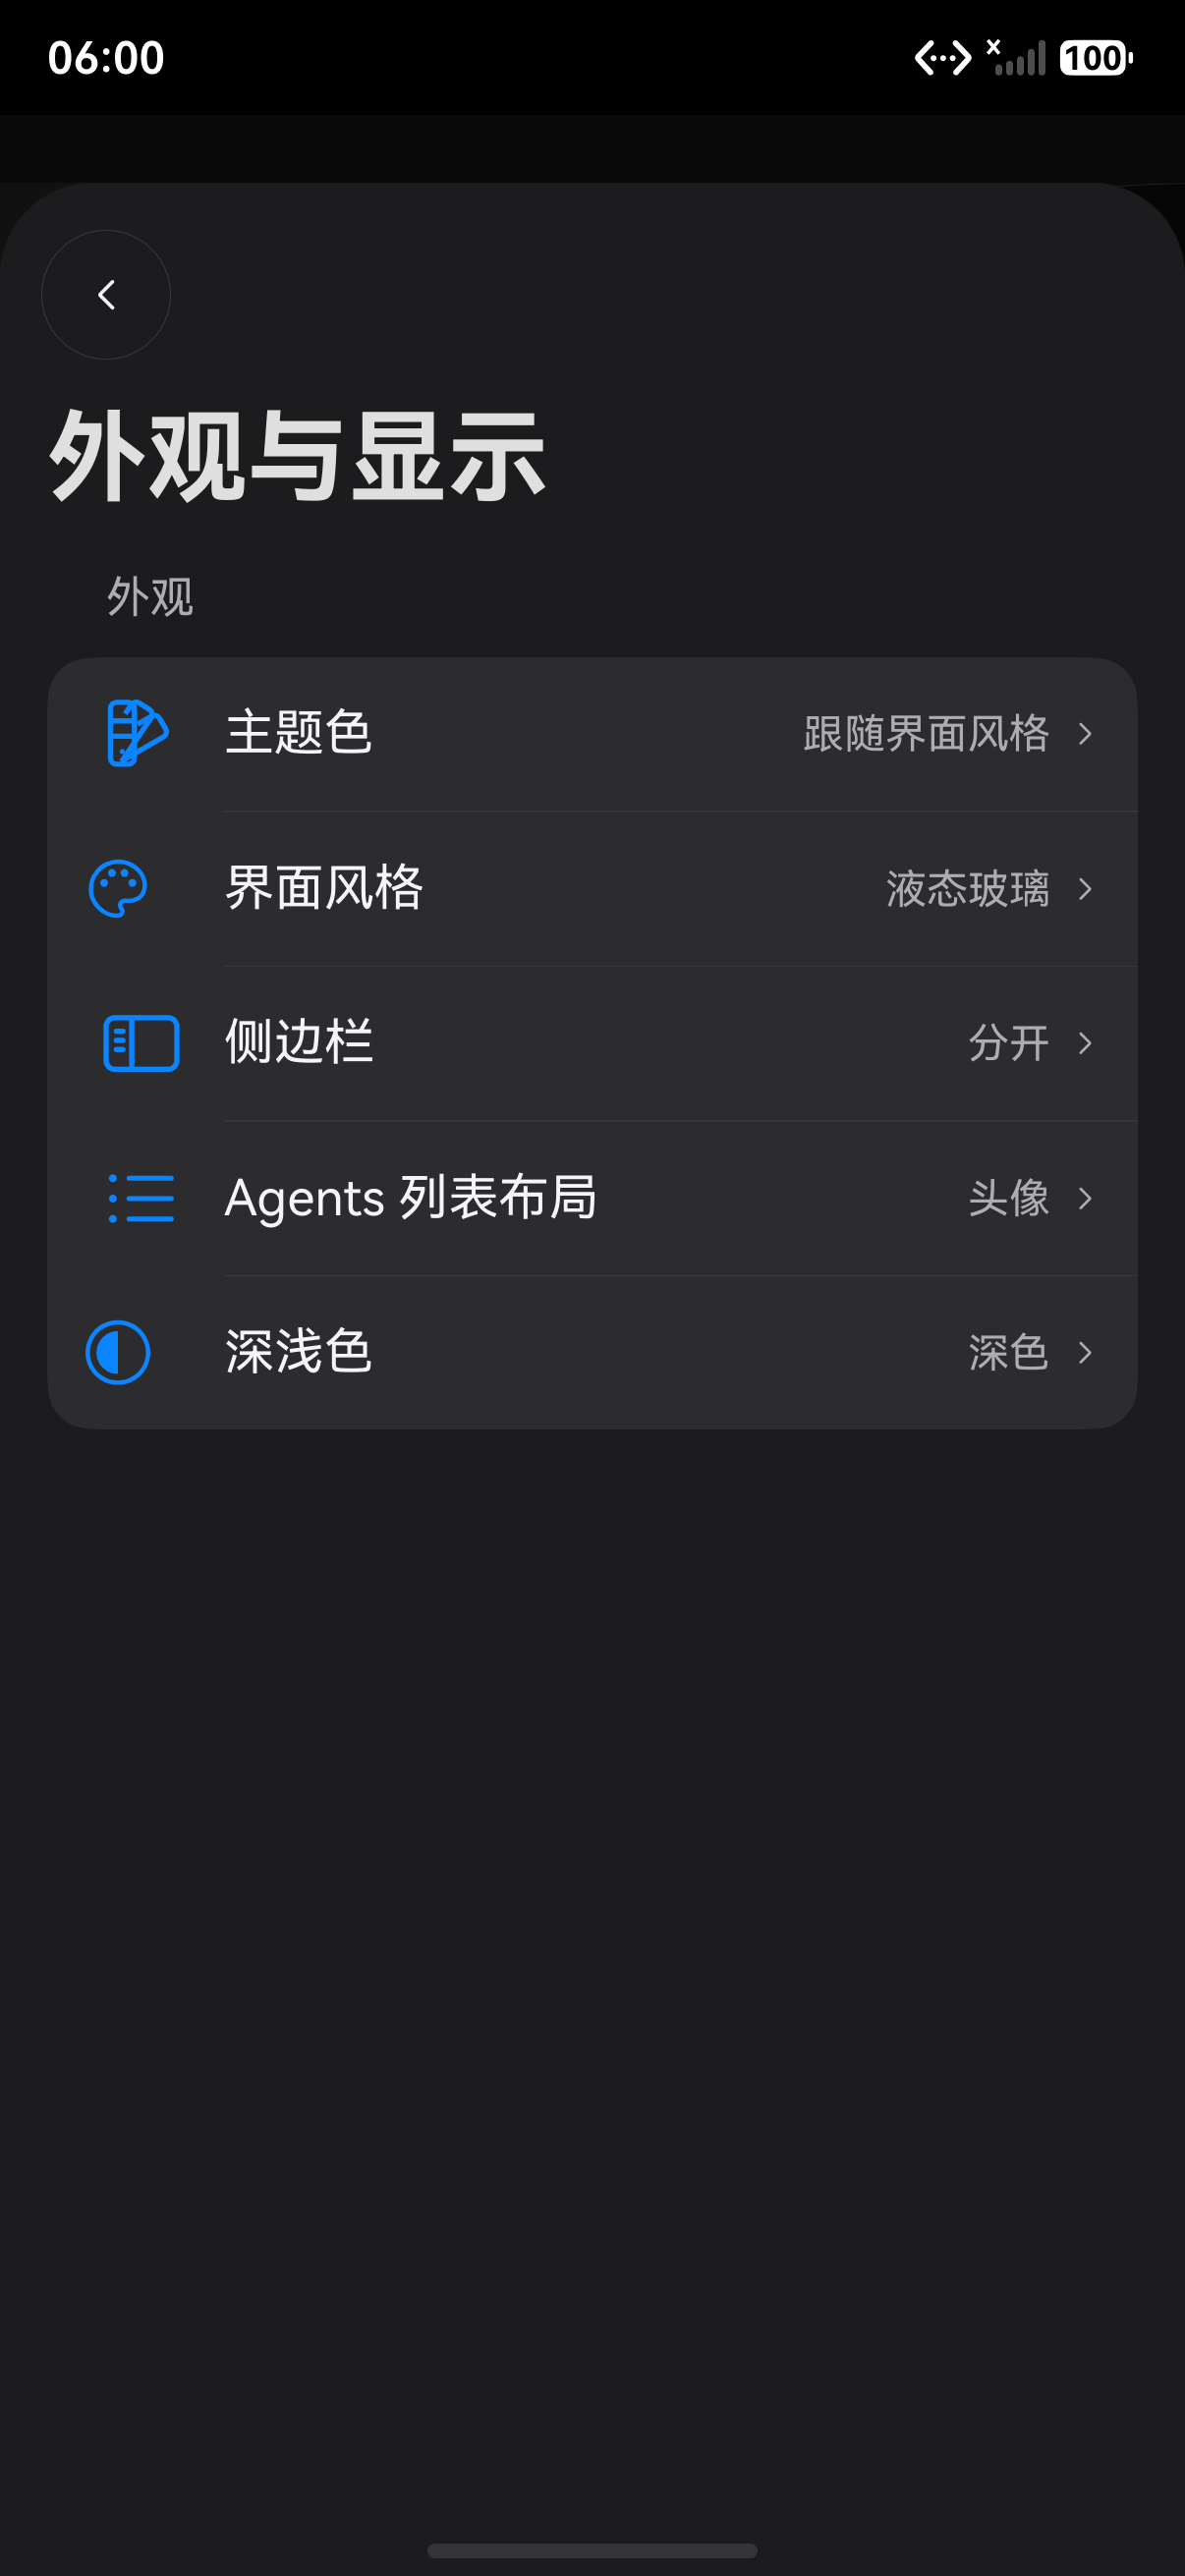 06:00
100
外观与显示
外观
主题色 跟随界面风格
界面风格 液态玻璃
侧边栏 分开
Agents 列表布局 头像
深浅色 深色